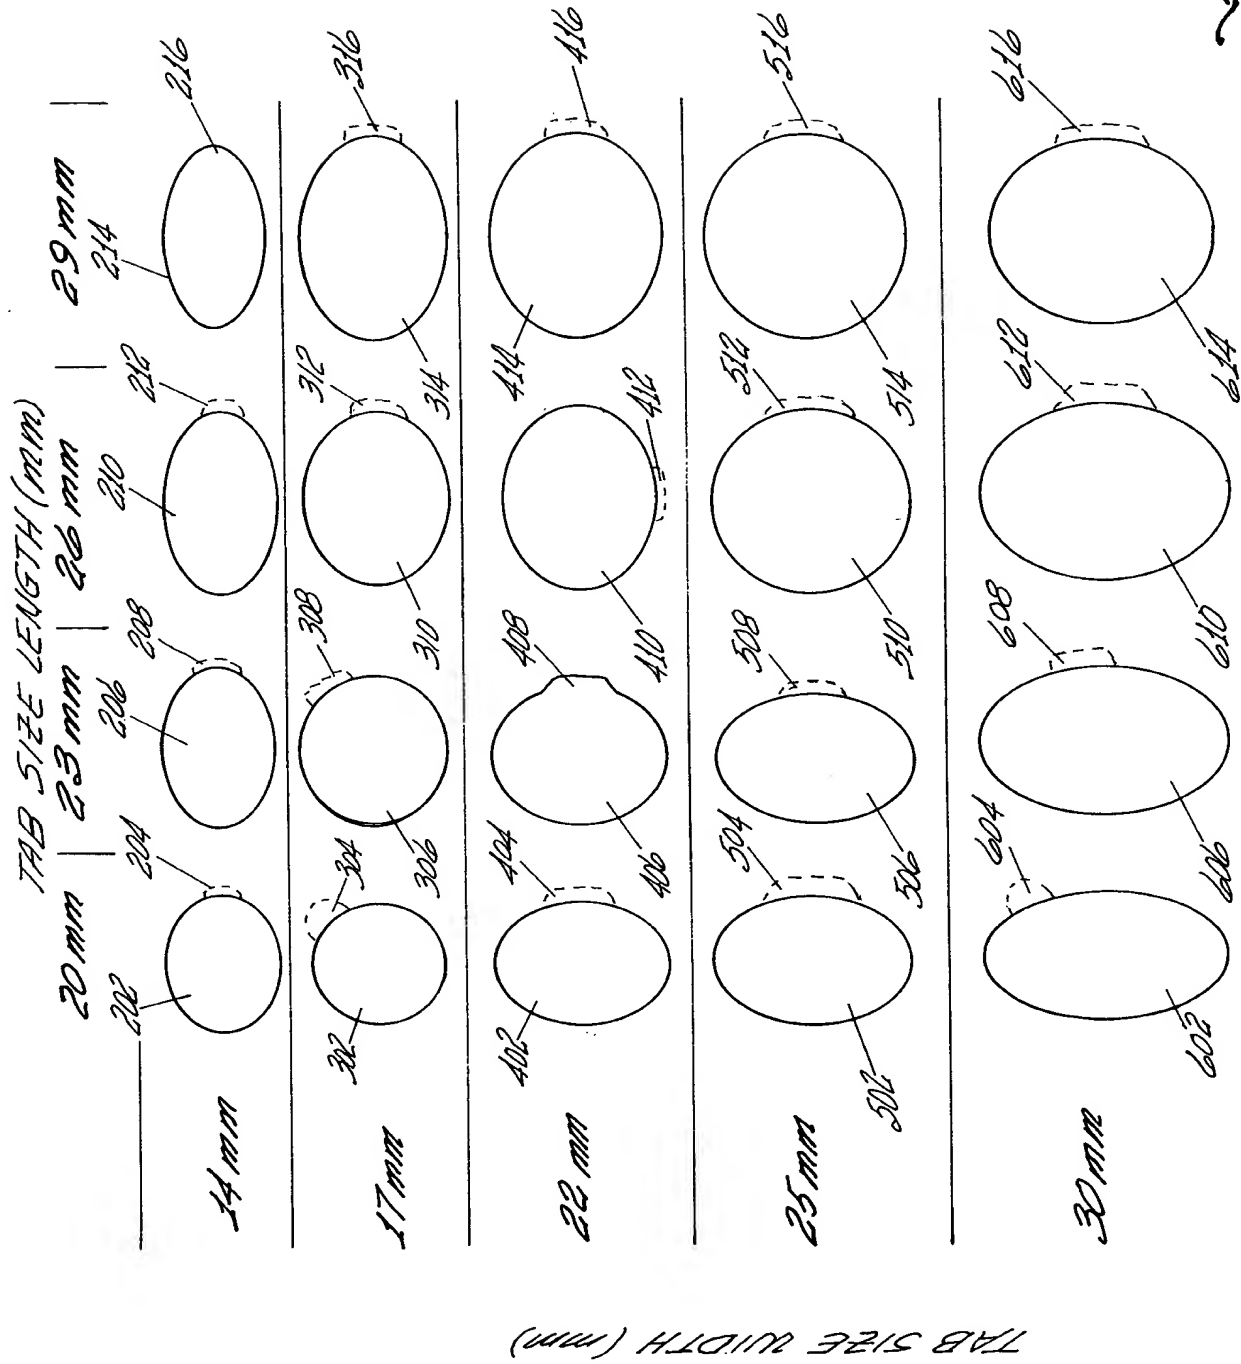 TAB SIZE LENGTH (mm)
20 mm 23 mm 26 mm 29 mm
TAB SIZE WIDTH (mm)
14 mm
202 204 206 208 210 212 214 216
17 mm
302 304 306 308 310 312 314 316
22 mm
402 404 406 408 410 412 414 416
25 mm
502 504 506 508 510 512 514 516
30 mm
602 604 606 608 610 612 614 616